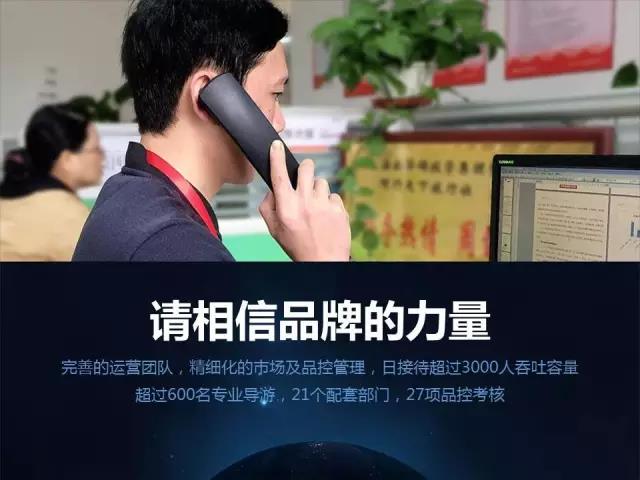 请相信品牌的力量
完善的运营团队，精细化的市场及品控管理，日接待超过3000人吞吐容量
超过600名专业导游，21个配套部门，27项品控考核